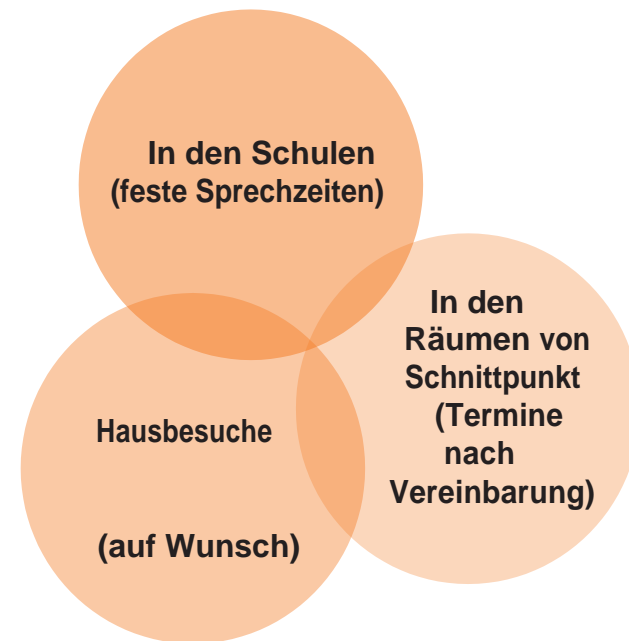 In den Schulen
(feste Sprechzeiten)
In den
Räumen von
Schnittpunkt
(Termine
nach
Vereinbarung)
Hausbesuche
(auf Wunsch)